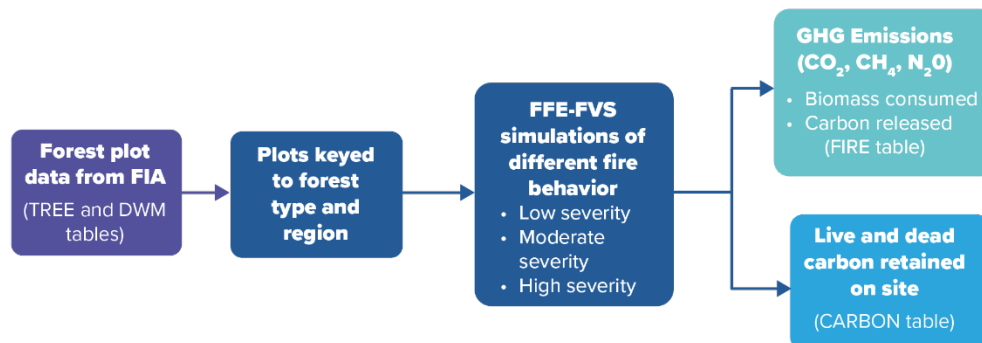 Forest plot
data from FIA
(TREE and DWM
tables)
Plots keyed
to forest
type and
region
FFE-FVS
simulations of
different fire
behavior
• Low severity
• Moderate
severity
• High severity
GHG Emissions
(CO₂, CH₄, N₂0)
• Biomass consumed
• Carbon released
(FIRE table)
Live and dead
carbon retained
on site
(CARBON table)